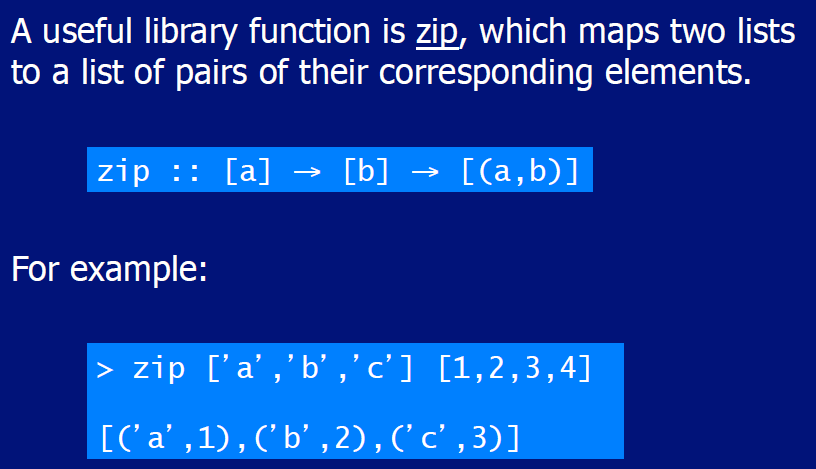 A useful library function is zip, which maps two lists
to a list of pairs of their corresponding elements.
zip :: [a] → [b] → [(a,b)]
For example:
> zip [’a’,’b’,’c’] [1,2,3,4]
[(’a’,1),(’b’,2),(’c’,3)]